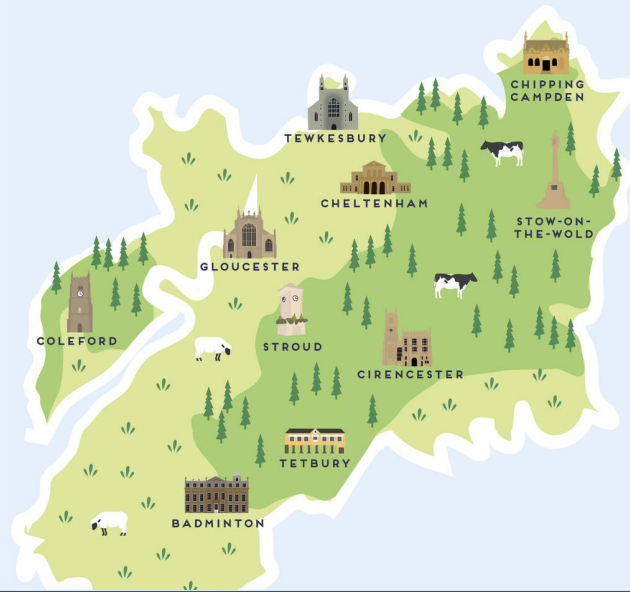 CHIPPING
CAMPDEN
TEWKESBURY
CHELTENHAM
STOW-ON-
THE-WOLD
GLOUCESTER
COLEFORD
STROUD
CIRENCESTER
TETBURY
BADMINTON